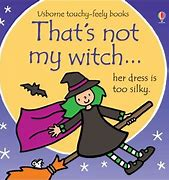 Usborne touchy-feely books
That's not
my witch...
her dress is
too silky.